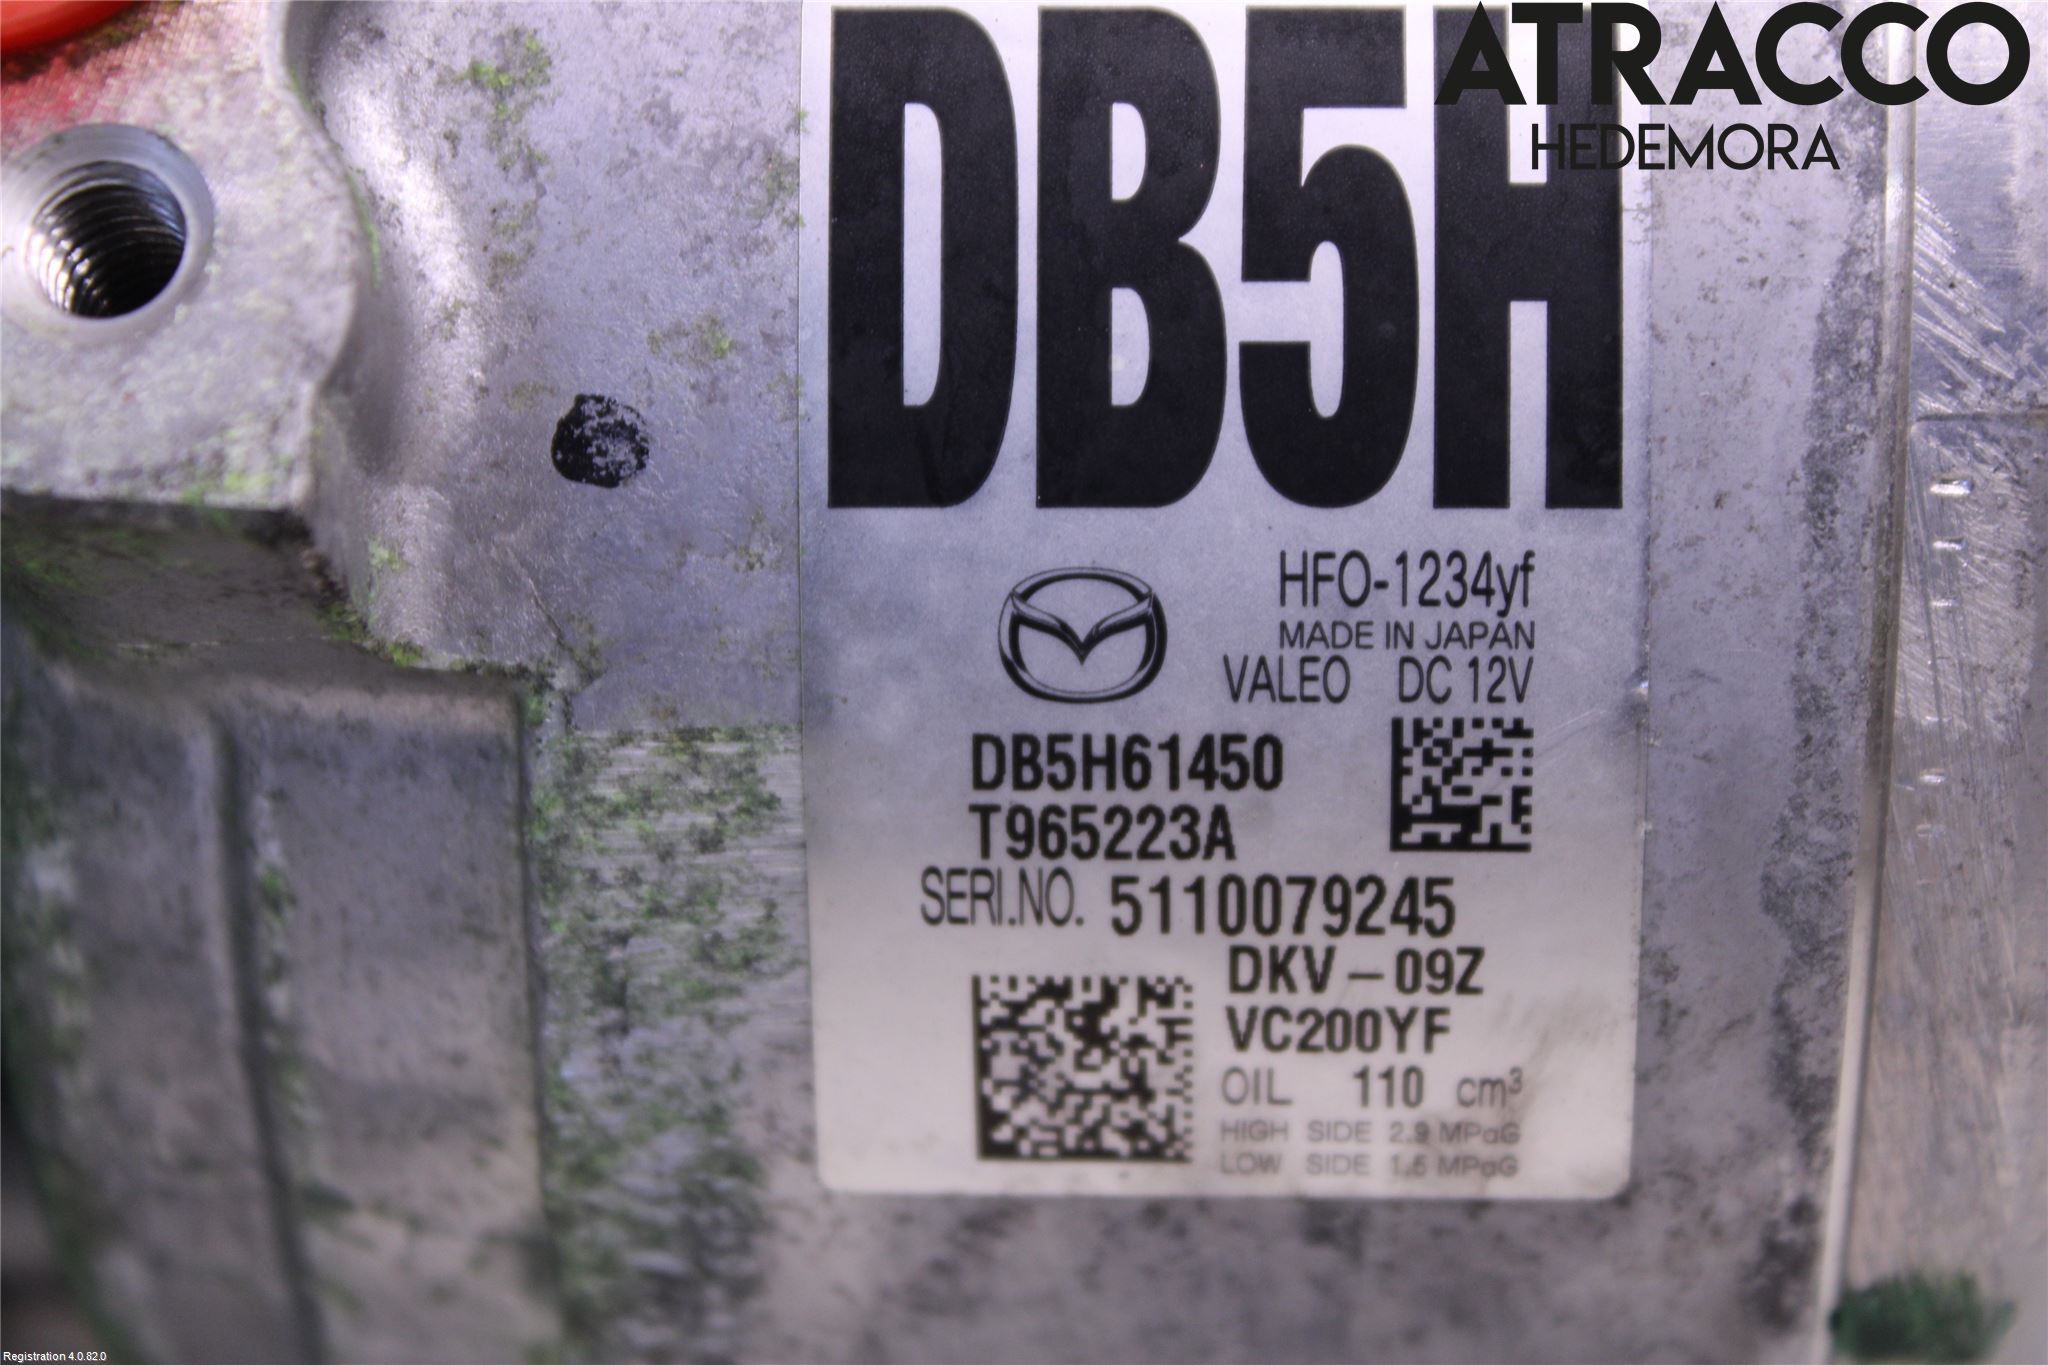 ATRACCO
HEDEMORA
DB5H
HFO-1234yf
MADE IN JAPAN
VALEO DC 12V
DB5H61450
T965223A
SERI.NO. 5110079245
DKV-09Z
VC200YF
OIL 110 cm³
HIGH SIDE 2.9 MPaG
LOW SIDE 1.5 MPaG
Registration 4.0.82.0